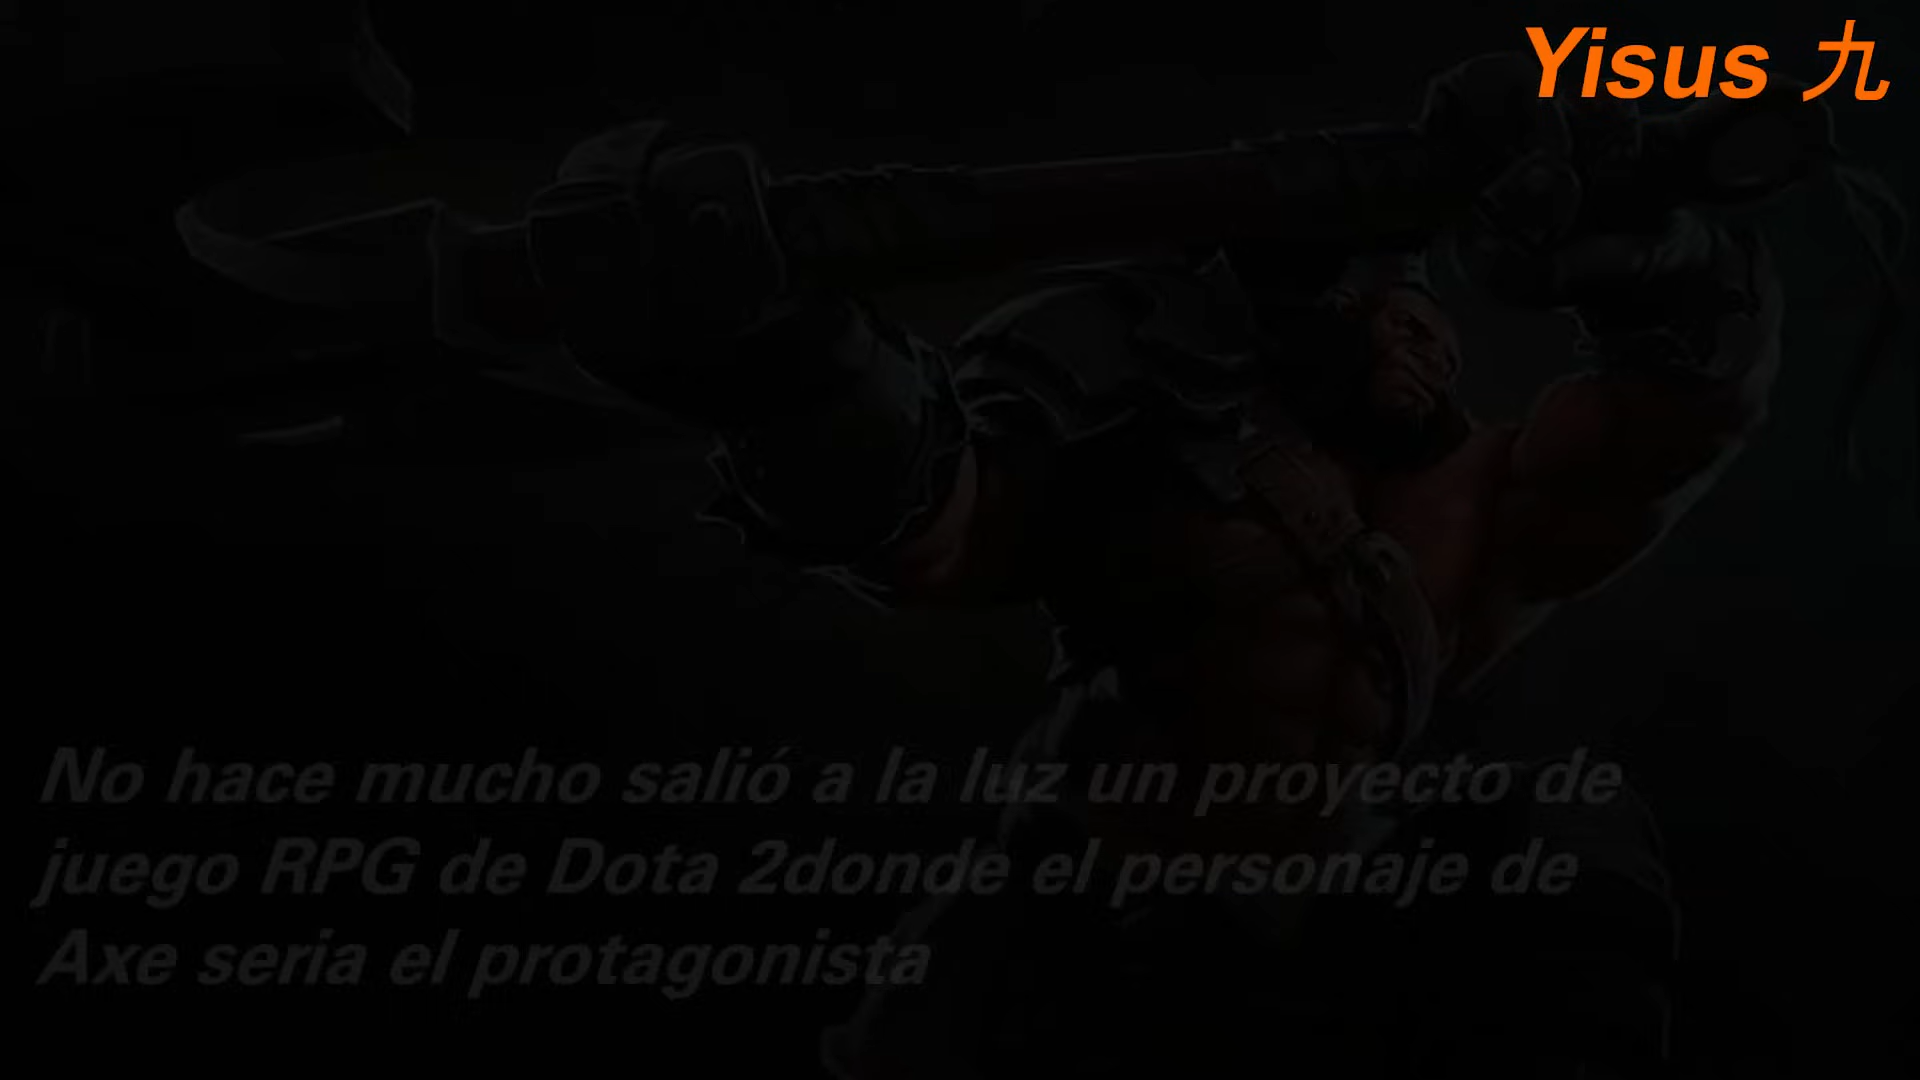 Yisus 九
No hace mucho salió a la luz un proyecto de
juego RPG de Dota 2donde el personaje de
Axe seria el protagonista